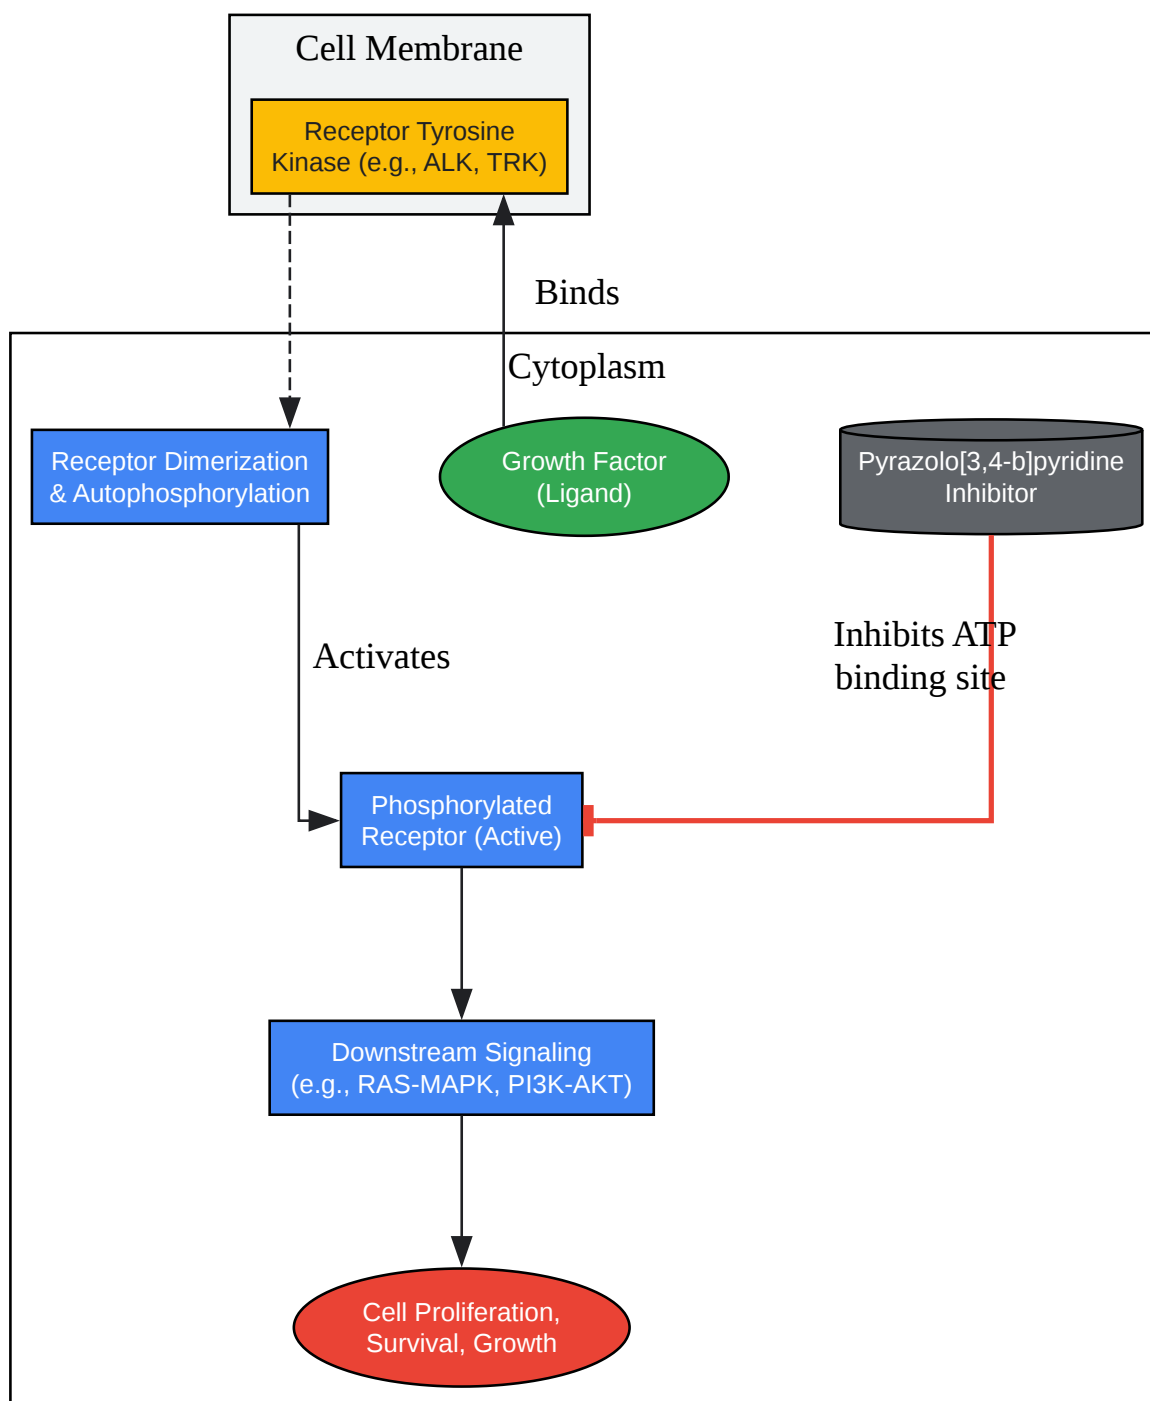 Cell Membrane
Receptor Tyrosine
Kinase (e.g., ALK, TRK)
Binds
Cytoplasm
Receptor Dimerization
& Autophosphorylation
Growth Factor
(Ligand)
Pyrazolo[3,4-b]pyridine
Inhibitor
Inhibits ATP
binding site
Activates
Phosphorylated
Receptor (Active)
Downstream Signaling
(e.g., RAS-MAPK, PI3K-AKT)
Cell Proliferation,
Survival, Growth